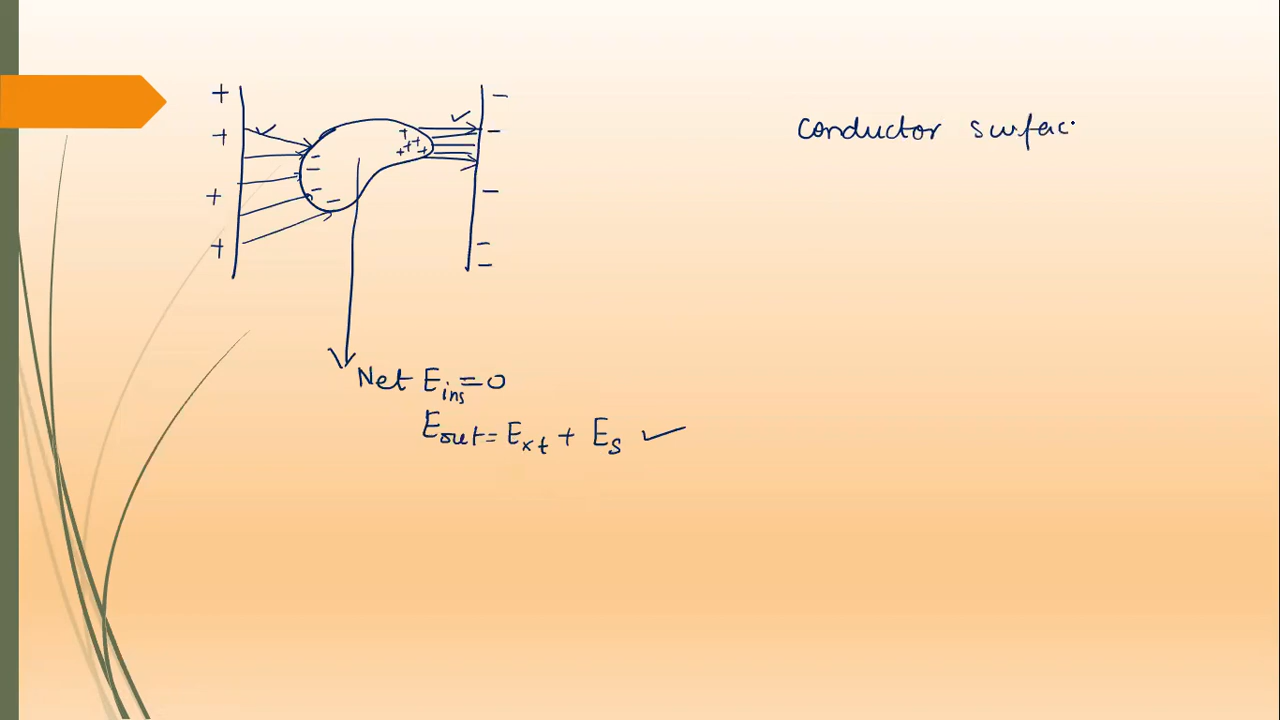 conductor surfac
Net E_ins = 0
E_out = E_xt + E_s ✓